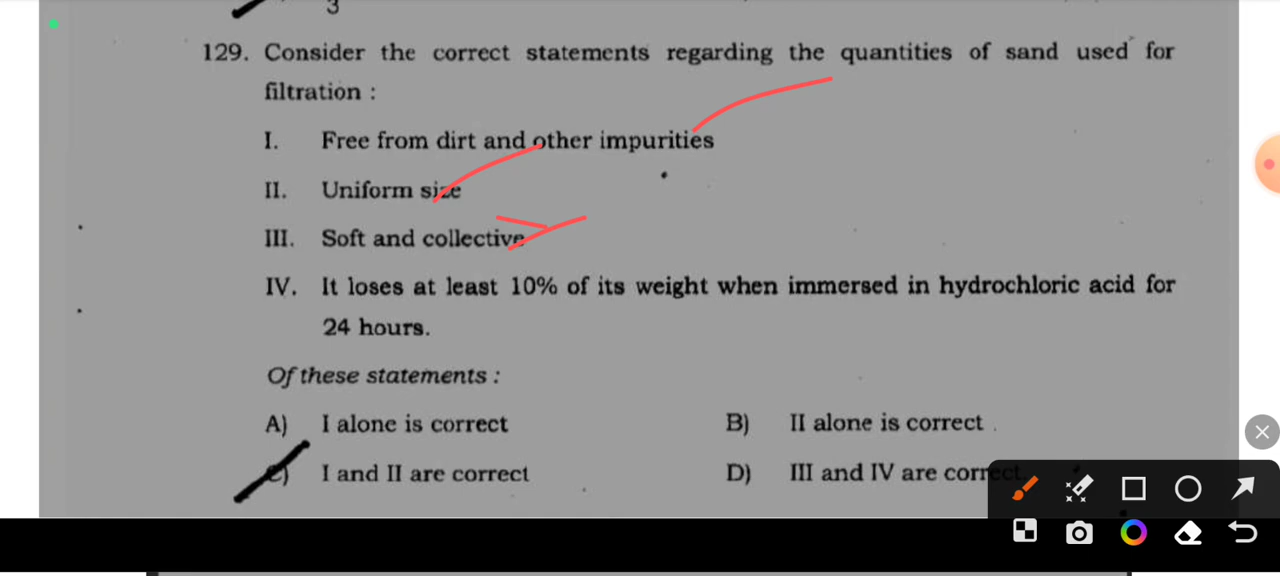 3
129. Consider the correct statements regarding the quantities of sand used for
filtration :
I. Free from dirt and other impurities
II. Uniform size
III. Soft and collective
IV. It loses at least 10% of its weight when immersed in hydrochloric acid for
24 hours.
Of these statements :
A) I alone is correct B) II alone is correct
C) I and II are correct D) III and IV are correct